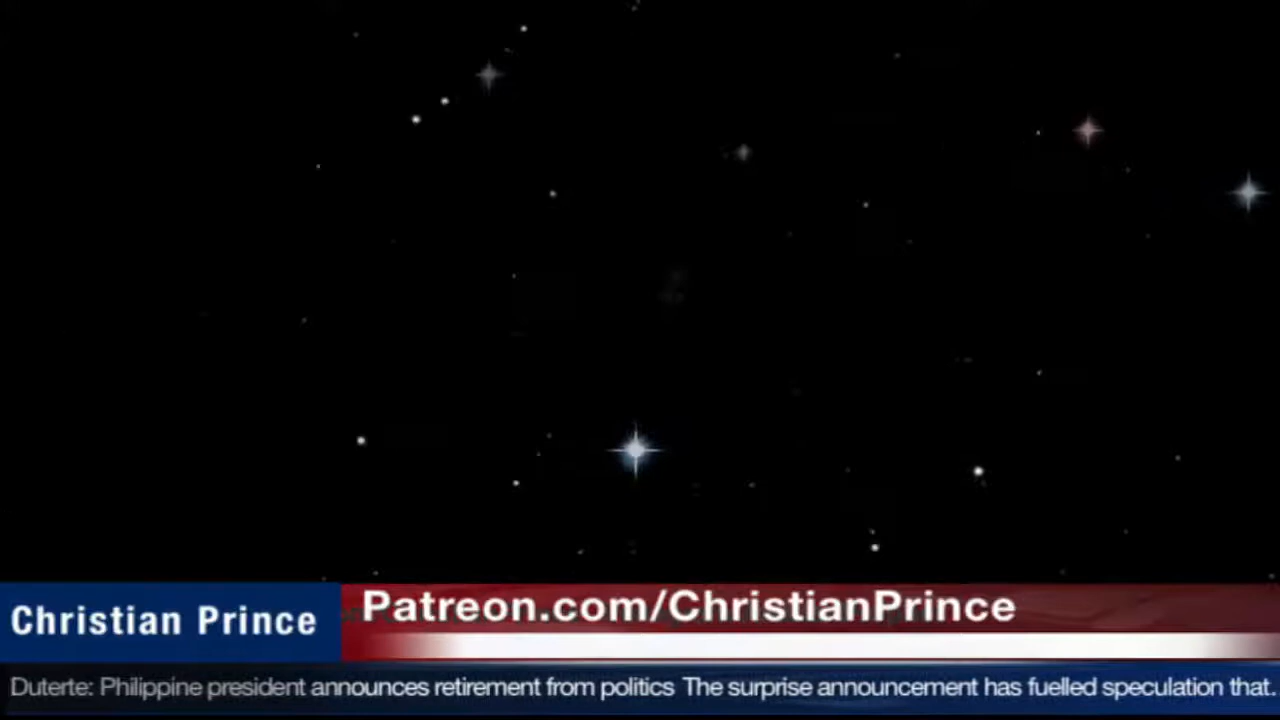 Christian Prince
Patreon.com/ChristianPrince
Duterte: Philippine president announces retirement from politics The surprise announcement has fuelled speculation that.